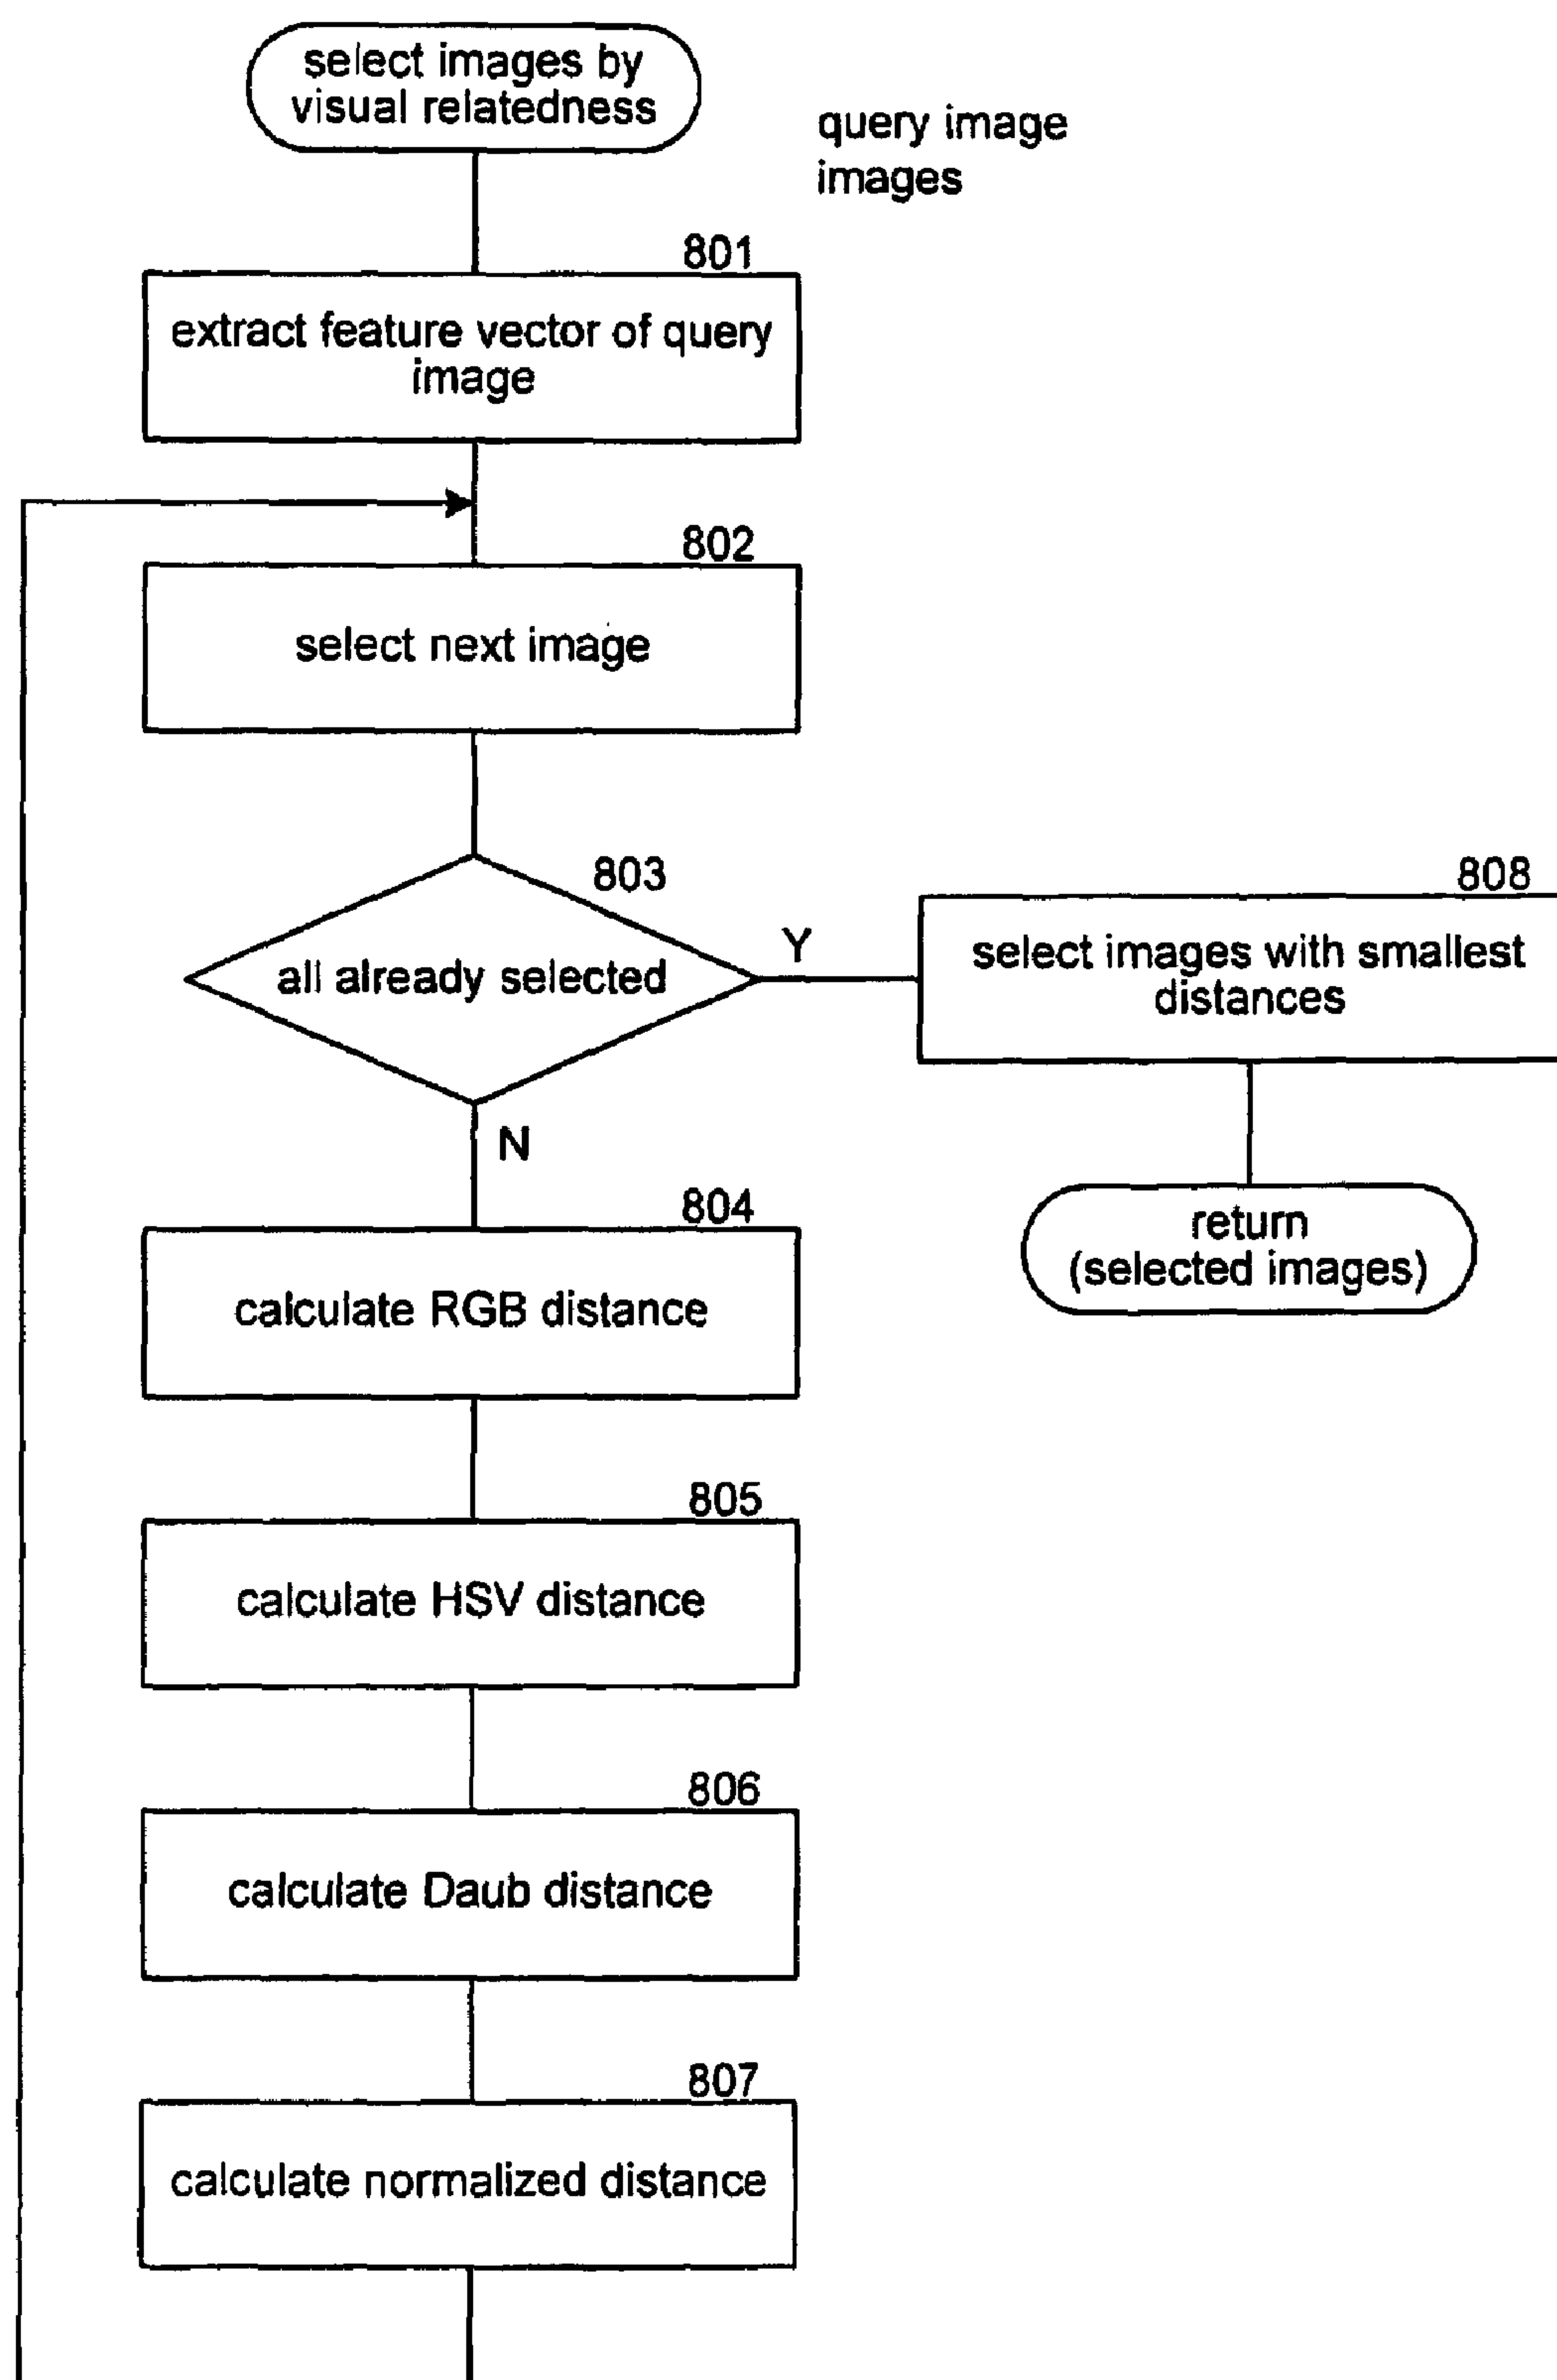 select images by
visual relatedness
query image
images
801
extract feature vector of query
image
802
select next image
803
all already selected
Y
N
808
select images with smallest
distances
return
(selected images)
804
calculate RGB distance
805
calculate HSV distance
806
calculate Daub distance
807
calculate normalized distance